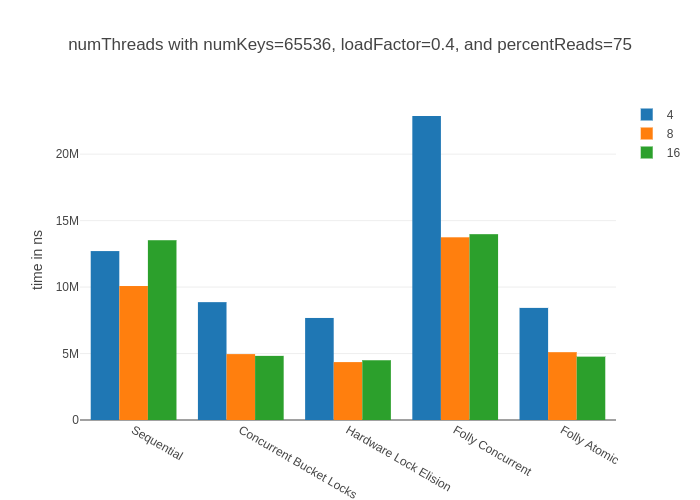 numThreads with numKeys=65536, loadFactor=0.4, and percentReads=75
4
8
16
time in ns
20M
15M
10M
5M
0
Sequential
Concurrent Bucket Locks
Hardware Lock Elision
Folly Concurrent
Folly Atomic